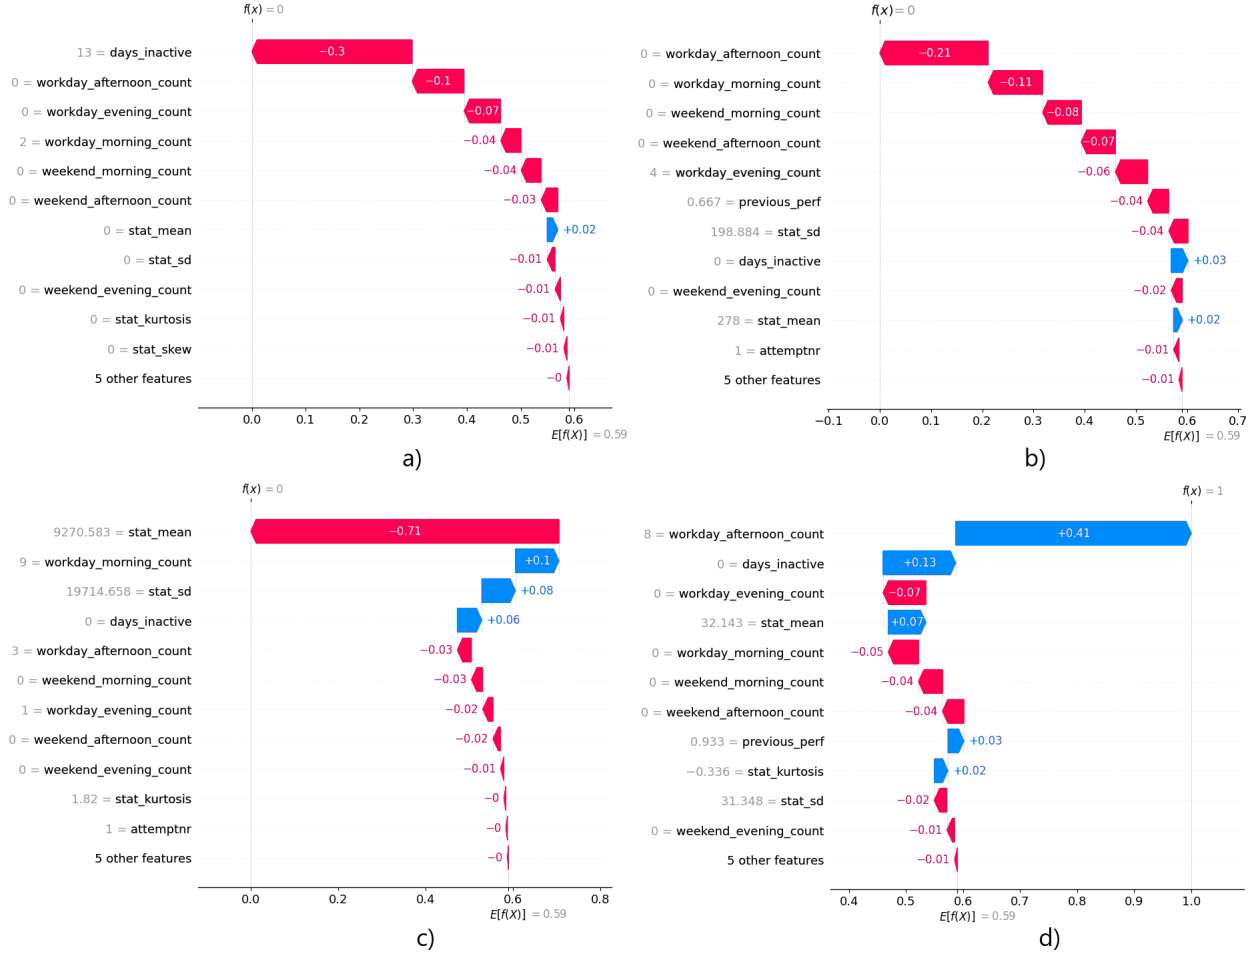 f(x) = 0
13 = days_inactive
−0.3
0 = workday_afternoon_count
−0.1
0 = workday_evening_count
−0.07
2 = workday_morning_count
−0.04
0 = weekend_morning_count
−0.04
0 = weekend_afternoon_count
−0.03
0 = stat_mean
+0.02
0 = stat_sd
−0.01
0 = weekend_evening_count
−0.01
0 = stat_kurtosis
−0.01
0 = stat_skew
−0.01
5 other features
−0
0.0 0.1 0.2 0.3 0.4 0.5 0.6
E[f(X)] = 0.59
a)
f(x) = 0
0 = workday_afternoon_count
−0.21
0 = workday_morning_count
−0.11
0 = weekend_morning_count
−0.08
0 = weekend_afternoon_count
−0.07
4 = workday_evening_count
−0.06
0.667 = previous_perf
−0.04
198.884 = stat_sd
−0.04
0 = days_inactive
+0.03
0 = weekend_evening_count
−0.02
278 = stat_mean
+0.02
1 = attemptnr
−0.01
5 other features
−0.01
−0.1 0.0 0.1 0.2 0.3 0.4 0.5 0.6 0.7
E[f(X)] = 0.59
b)
f(x) = 0
9270.583 = stat_mean
−0.71
9 = workday_morning_count
+0.1
19714.658 = stat_sd
+0.08
0 = days_inactive
+0.06
3 = workday_afternoon_count
−0.03
0 = weekend_morning_count
−0.03
1 = workday_evening_count
−0.02
0 = weekend_afternoon_count
−0.02
0 = weekend_evening_count
−0.01
1.82 = stat_kurtosis
−0
1 = attemptnr
−0
5 other features
−0
0.0 0.2 0.4 0.6 0.8
E[f(X)] = 0.59
c)
f(x) = 1
8 = workday_afternoon_count
+0.41
0 = days_inactive
+0.13
0 = workday_evening_count
−0.07
32.143 = stat_mean
+0.07
0 = workday_morning_count
−0.05
0 = weekend_morning_count
−0.04
0 = weekend_afternoon_count
−0.04
0.933 = previous_perf
+0.03
−0.336 = stat_kurtosis
+0.02
31.348 = stat_sd
−0.02
0 = weekend_evening_count
−0.01
5 other features
−0.01
0.4 0.5 0.6 0.7 0.8 0.9 1.0
E[f(X)] = 0.59
d)